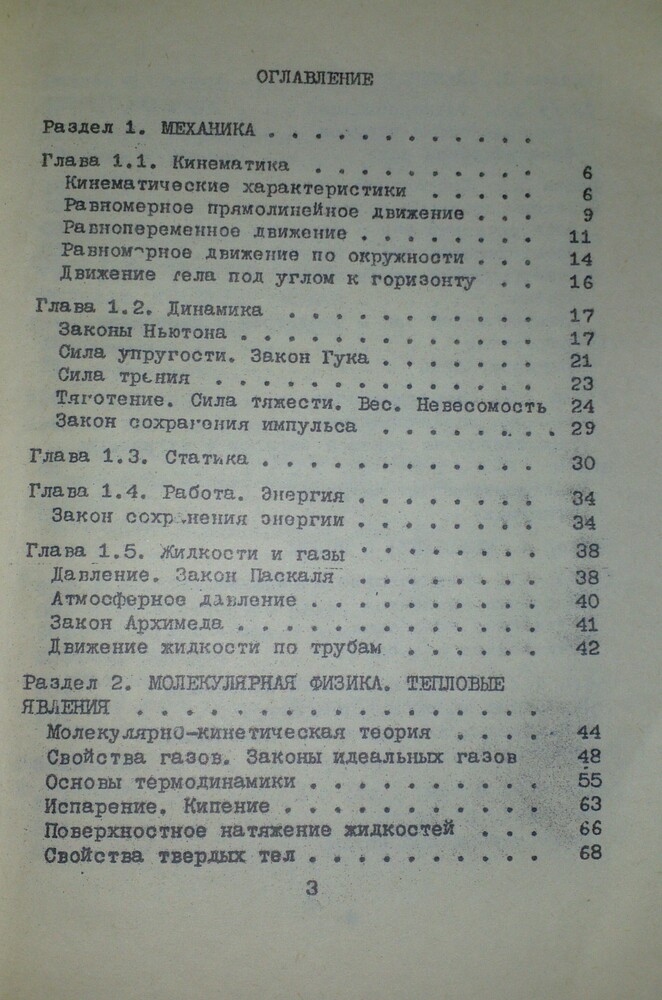 ОГЛАВЛЕНИЕ
Раздел 1. МЕХАНИКА . . . . . . . . . . . .
Глава 1.1. Кинематика . . . . . . . . . . 6
Кинематические характеристики . . . . . 6
Равномерное прямолинейное движение . . . 9
Равнопеременное движение . . . . . . . . 11
Равномерное движение по окружности . . . 14
Движение тела под углом к горизонту . . 16
Глава 1.2. Динамика . . . . . . . . . . . 17
Законы Ньютона . . . . . . . . . . . . . 17
Сила упругости. Закон Гука . . . . . . . 21
Сила трения . . . . . . . . . . . . . . 23
Тяготение. Сила тяжести. Вес. Невесомость 24
Закон сохранения импульса . . . . . . . . 29
Глава 1.3. Статика . . . . . . . . . . . . 30
Глава 1.4. Работа. Энергия . . . . . . . . 34
Закон сохранения энергии . . . . . . . . 34
Глава 1.5. Жидкости и газы . . . . . . . . 38
Давление. Закон Паскаля . . . . . . . . 38
Атмосферное давление . . . . . . . . . . 40
Закон Архимеда . . . . . . . . . . . . . 41
Движение жидкости по трубам . . . . . . 42
Раздел 2. МОЛЕКУЛЯРНАЯ ФИЗИКА. ТЕПЛОВЫЕ
ЯВЛЕНИЯ . . . . . . . . . . . . . . . . .
Молекулярно-кинетическая теория . . . . 44
Свойства газов. Законы идеальных газов 48
Основы термодинамики . . . . . . . . . . 55
Испарение. Кипение . . . . . . . . . . . 63
Поверхностное натяжение жидкостей . . . 66
Свойства твердых тел . . . . . . . . . . 68
3